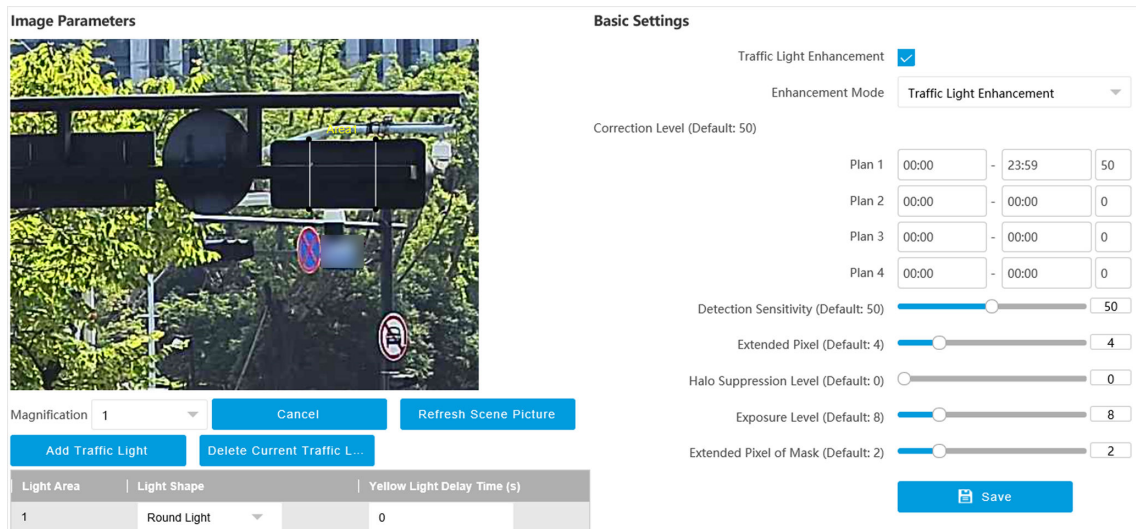 Image Parameters
Area1
Magnification 1 Cancel Refresh Scene Picture
Add Traffic Light Delete Current Traffic L...
Light Area Light Shape Yellow Light Delay Time (s)
1 Round Light 0
Basic Settings
Traffic Light Enhancement
Enhancement Mode Traffic Light Enhancement
Correction Level (Default: 50)
Plan 1 00:00 - 23:59 50
Plan 2 00:00 - 00:00 0
Plan 3 00:00 - 00:00 0
Plan 4 00:00 - 00:00 0
Detection Sensitivity (Default: 50) 50
Extended Pixel (Default: 4) 4
Halo Suppression Level (Default: 0) 0
Exposure Level (Default: 8) 8
Extended Pixel of Mask (Default: 2) 2
Save